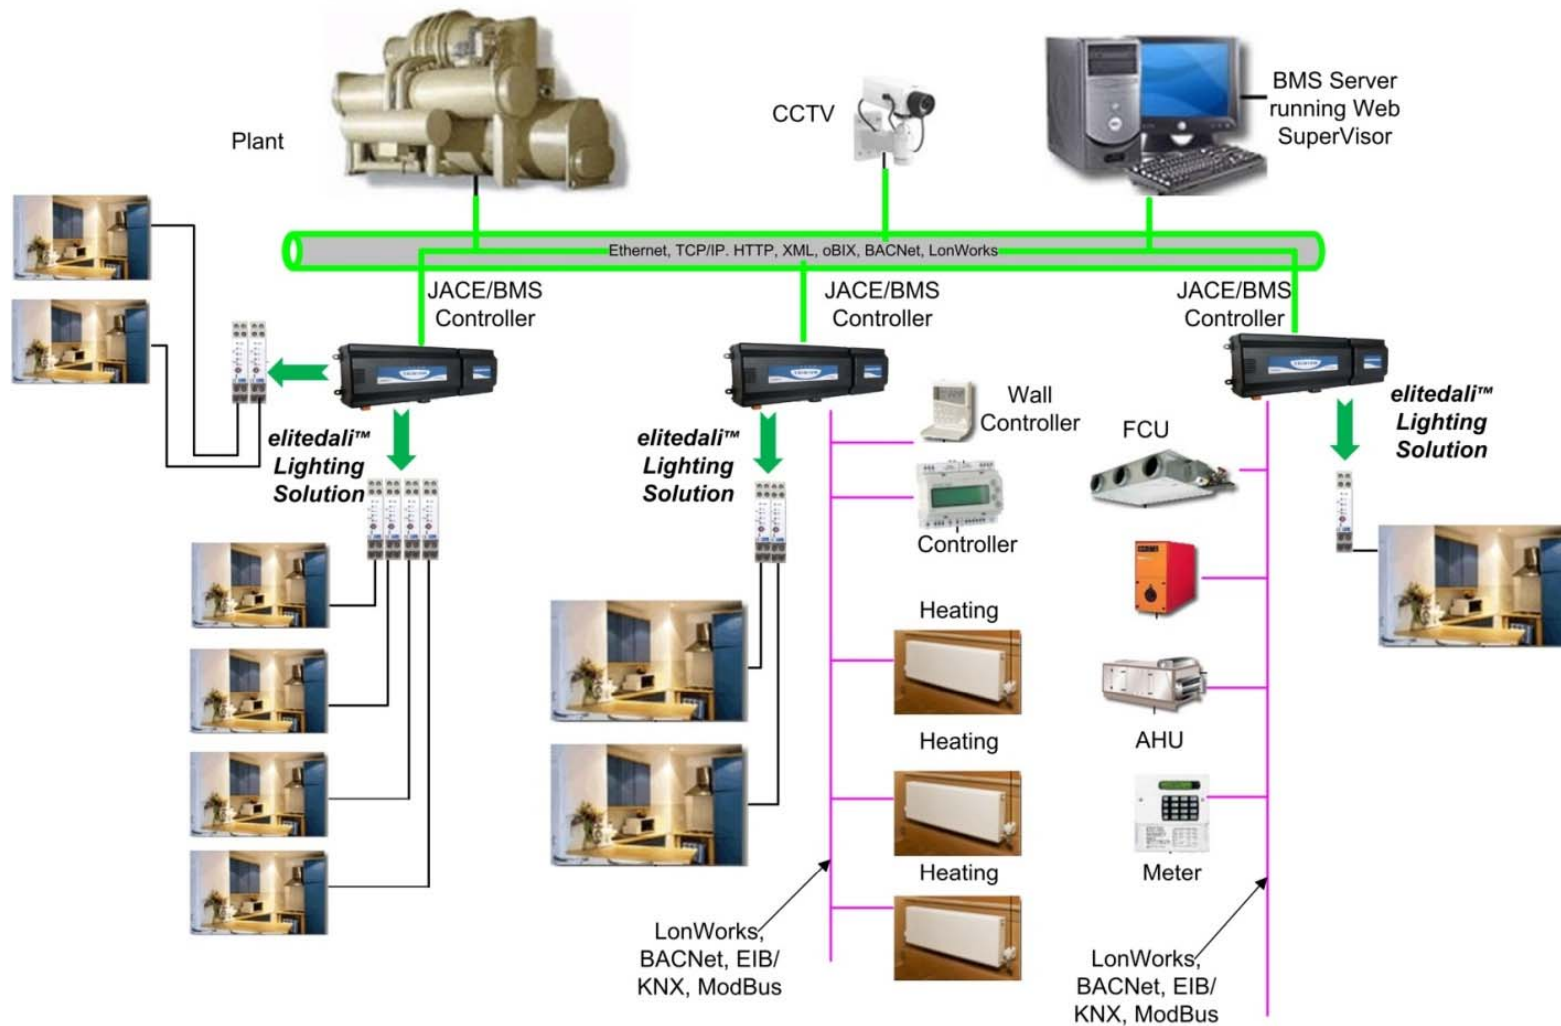 Plant
CCTV
BMS Server
running Web
SuperVisor
Ethernet, TCP/IP. HTTP, XML, oBIX, BACNet, LonWorks
JACE/BMS
Controller
JACE/BMS
Controller
JACE/BMS
Controller
elitedali™
Lighting
Solution
elitedali™
Lighting
Solution
Wall
Controller
Controller
Heating
Heating
Heating
LonWorks,
BACNet, EIB/
KNX, ModBus
FCU
AHU
Meter
LonWorks,
BACNet, EIB/
KNX, ModBus
elitedali™
Lighting
Solution